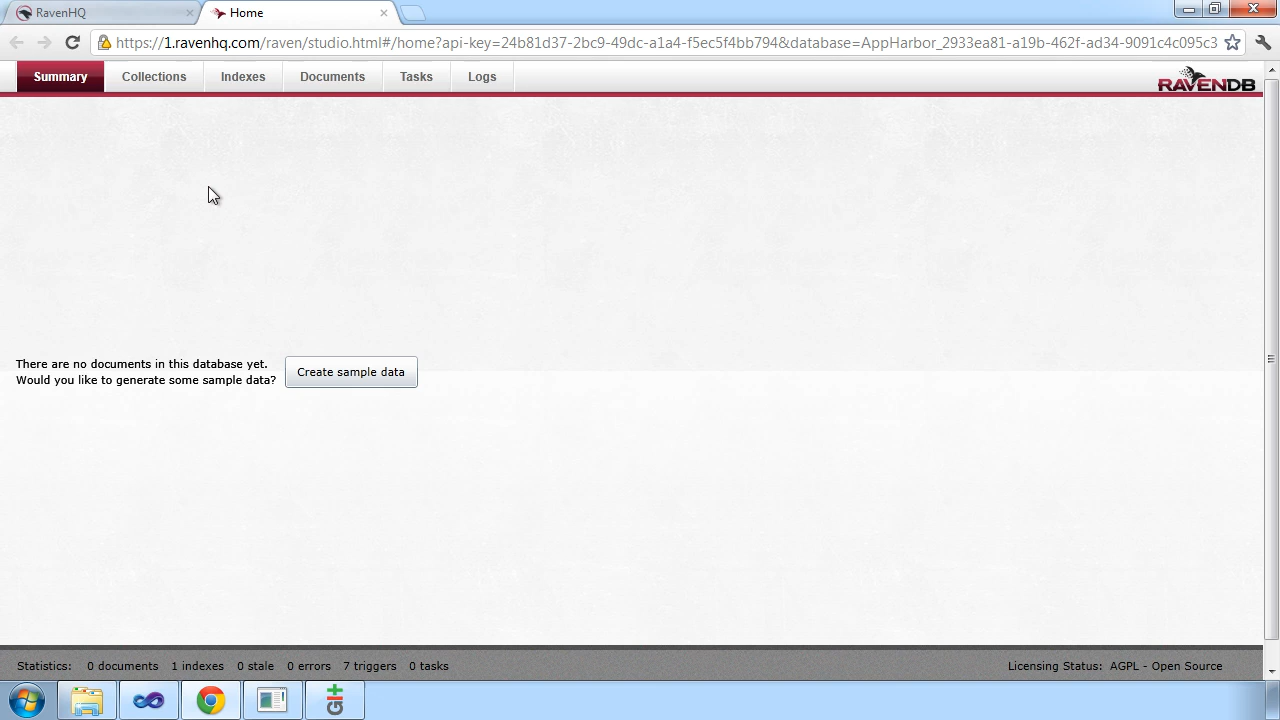 RavenHQ
Home
https://1.ravenhq.com/raven/studio.html#/home?api-key=24b81d37-2bc9-49dc-a1a4-f5ec5f4bb794&database=AppHarbor_2933ea81-a19b-462f-ad34-9091c4c095c3
Summary Collections Indexes Documents Tasks Logs
RAVENDB
There are no documents in this database yet.
Would you like to generate some sample data?
Create sample data
Statistics: 0 documents 1 indexes 0 stale 0 errors 7 triggers 0 tasks
Licensing Status: AGPL - Open Source
git